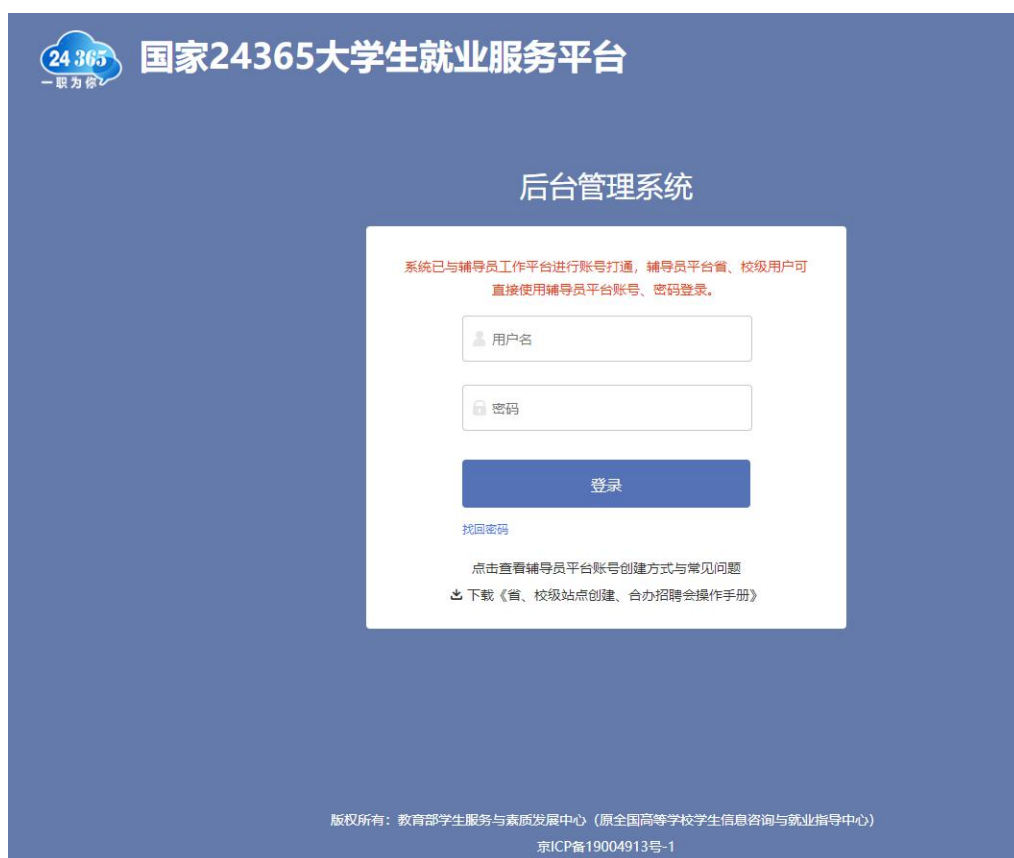 24 365
一职为你
国家24365大学生就业服务平台
后台管理系统
系统已与辅导员工作平台进行账号打通，辅导员平台省、校级用户可
直接使用辅导员平台账号、密码登录。
用户名
密码
登录
找回密码
点击查看辅导员平台账号创建方式与常见问题
下载《省、校级站点创建、合办招聘会操作手册》
版权所有：教育部学生服务与素质发展中心（原全国高等学校学生信息咨询与就业指导中心）
京ICP备19004913号-1